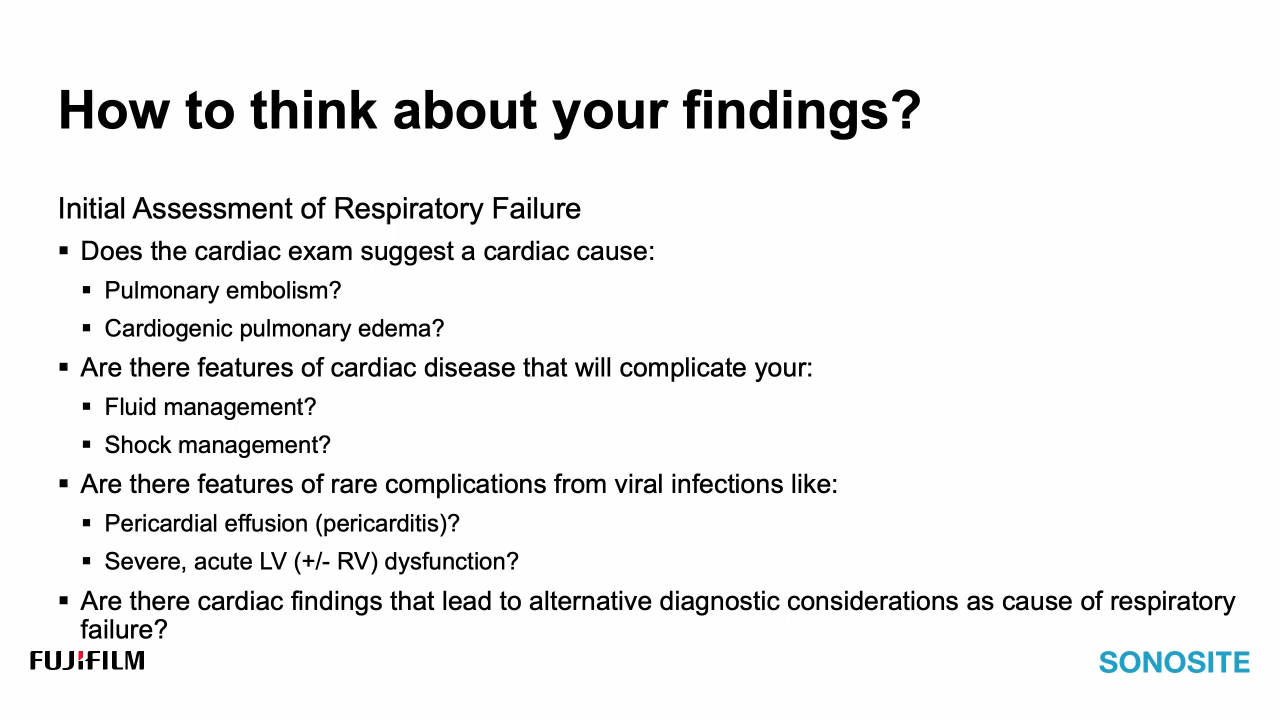 How to think about your findings?
Initial Assessment of Respiratory Failure
▪ Does the cardiac exam suggest a cardiac cause:
▪ Pulmonary embolism?
▪ Cardiogenic pulmonary edema?
▪ Are there features of cardiac disease that will complicate your:
▪ Fluid management?
▪ Shock management?
▪ Are there features of rare complications from viral infections like:
▪ Pericardial effusion (pericarditis)?
▪ Severe, acute LV (+/- RV) dysfunction?
▪ Are there cardiac findings that lead to alternative diagnostic considerations as cause of respiratory
failure?
FUJIFILM
SONOSITE